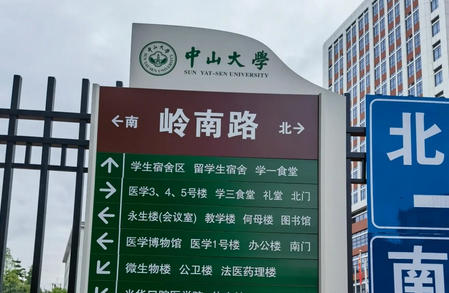 中山大學
SUN YAT-SEN UNIVERSITY
←南 岭南路 北→
↑ 学生宿舍区 留学生宿舍 学一食堂
→ 医学3、4、5号楼 学三食堂 礼堂 北门
← 永生楼(会议室) 教学楼 何母楼 图书馆
← 医学博物馆 医学1号楼 办公楼 南门
↙ 微生物楼 公卫楼 法医药理楼
北
南